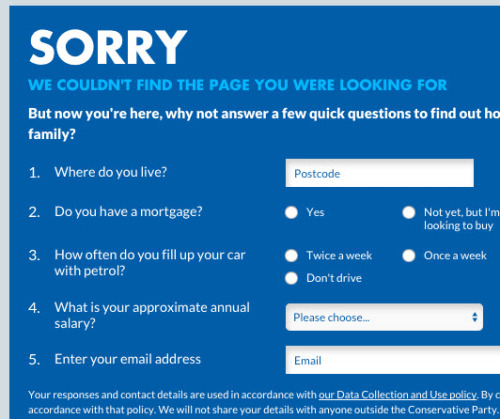 SORRY
WE COULDN'T FIND THE PAGE YOU WERE LOOKING FOR
But now you're here, why not answer a few quick questions to find out ho
family?
1. Where do you live? Postcode
2. Do you have a mortgage? Yes Not yet, but I'm
looking to buy
3. How often do you fill up your car Twice a week Once a week
with petrol? Don't drive
4. What is your approximate annual
salary? Please choose...
5. Enter your email address Email
Your responses and contact details are used in accordance with our Data Collection and Use policy. By c
accordance with that policy. We will not share your details with anyone outside the Conservative Party.